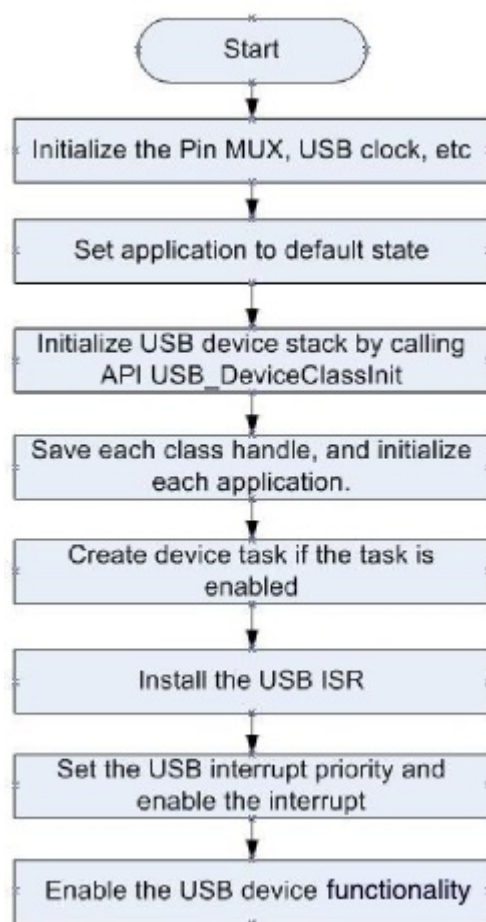 Start
Initialize the Pin MUX, USB clock, etc
Set application to default state
Initialize USB device stack by calling
API USB_DeviceClassInit
Save each class handle, and initialize
each application.
Create device task if the task is
enabled
Install the USB ISR
Set the USB interrupt priority and
enable the interrupt
Enable the USB device functionality